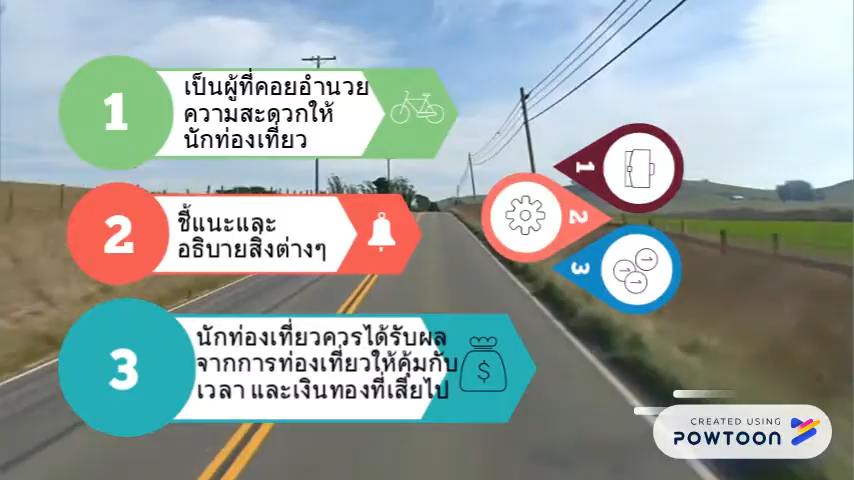 1
เป็นผู้ที่คอยอำนวย
ความสะดวกให้
นักท่องเที่ยว
2
ชี้แนะและ
อธิบายสิ่งต่างๆ
3
นักท่องเที่ยวควรได้รับผล
จากการท่องเที่ยวให้คุ้มกับ
เวลา และเงินทองที่เสียไป
$
1
2
3
CREATED USING
POWTOON